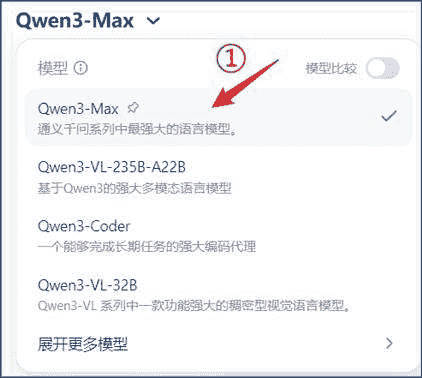 Qwen3-Max
模型
模型比较
①
Qwen3-Max
通义千问系列中最强大的语言模型。
Qwen3-VL-235B-A22B
基于Qwen3的强大多模态语言模型
Qwen3-Coder
一个能够完成长期任务的强大编码代理
Qwen3-VL-32B
Qwen3-VL 系列中一款功能强大的稠密型视觉语言模型。
展开更多模型